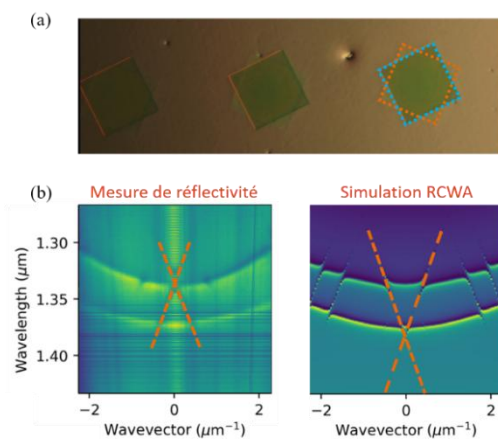 (a)
(b)
Mesure de réflectivité
Simulation RCWA
Wavelength (μm)
1.30
1.35
1.40
−2
0
2
−2
0
2
Wavevector (μm⁻¹)
Wavevector (μm⁻¹)